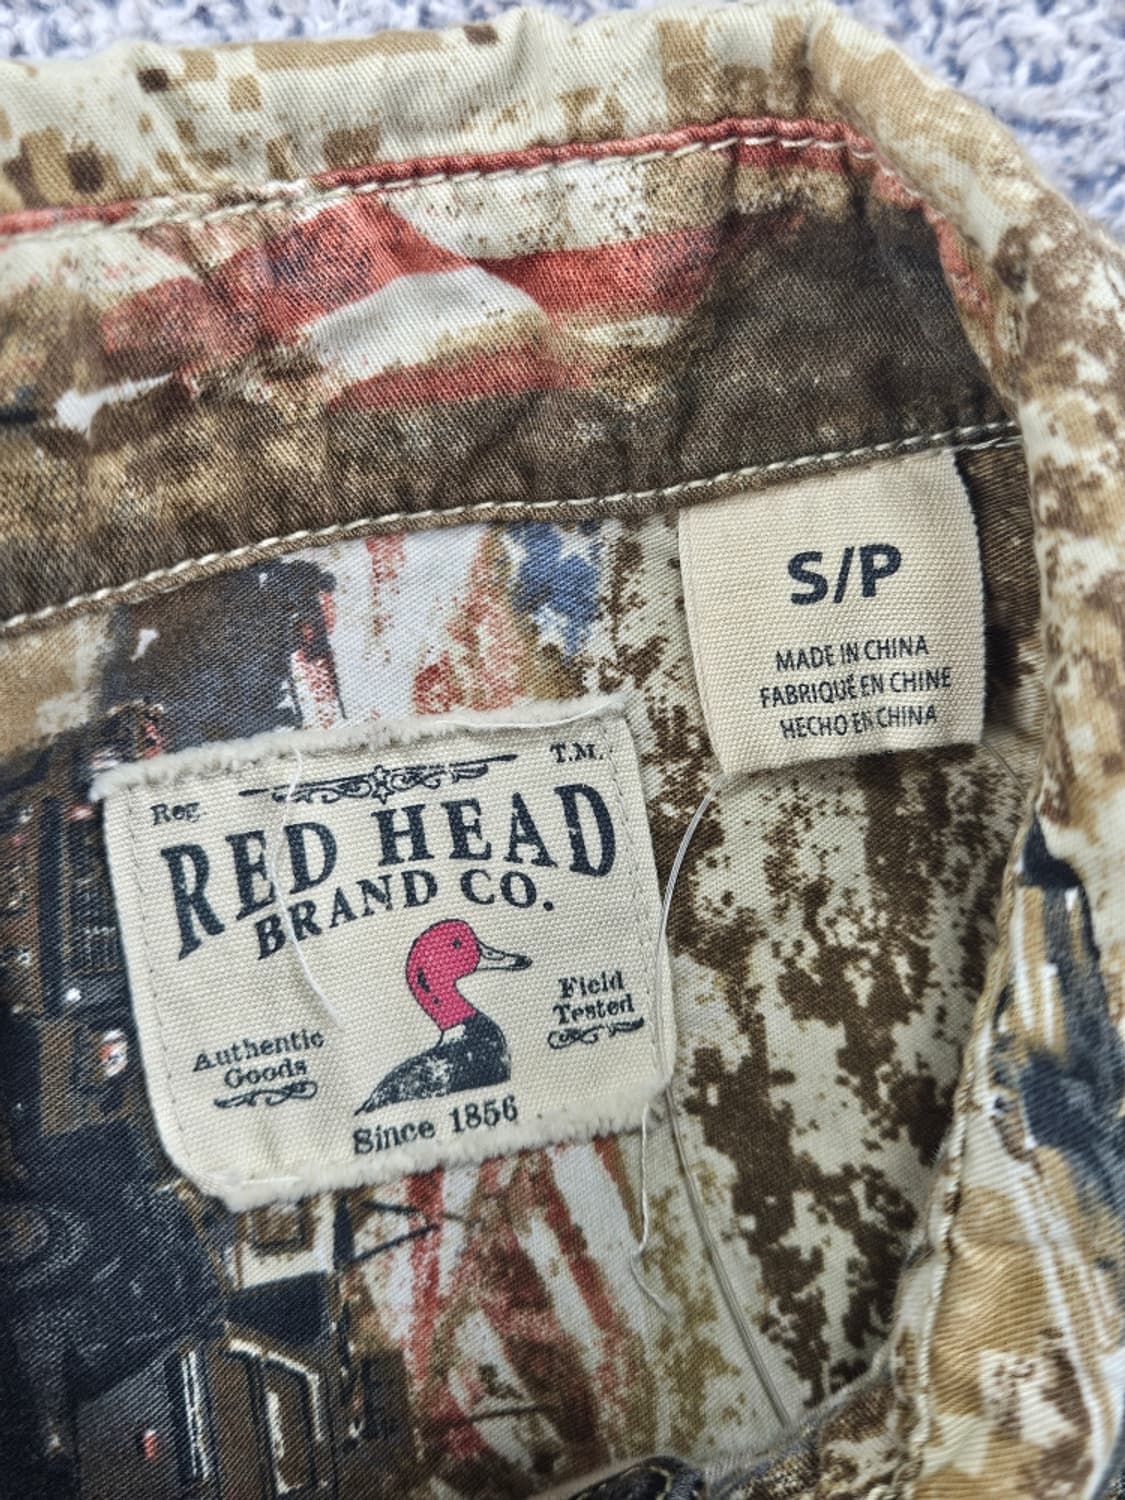 S/P
MADE IN CHINA
FABRIQUÉ EN CHINE
HECHO EN CHINA
Reg. T.M.
RED HEAD
BRAND CO.
Authentic
Goods
Field
Tested
Since 1856